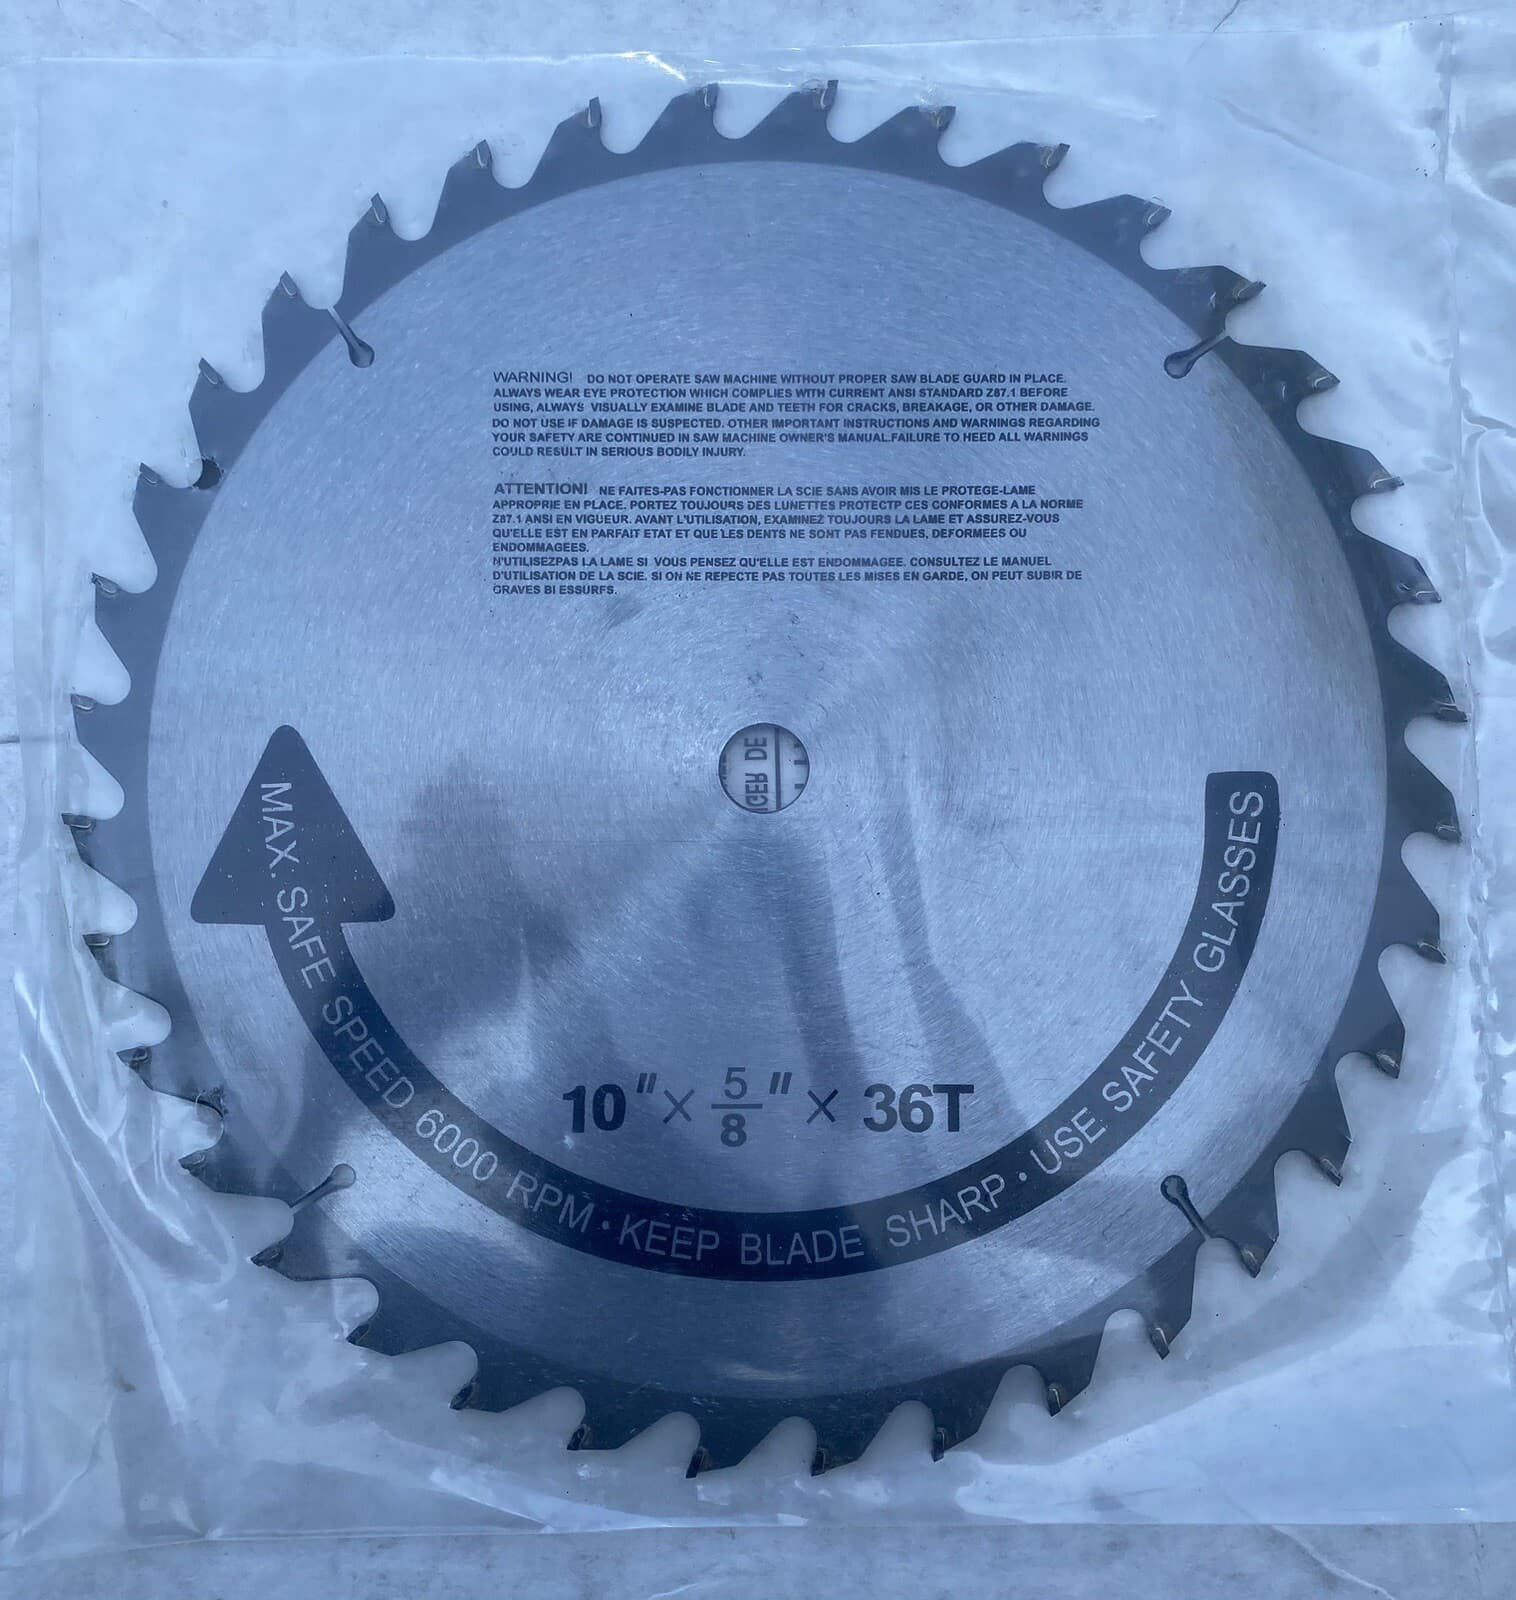 WARNING! DO NOT OPERATE SAW MACHINE WITHOUT PROPER SAW BLADE GUARD IN PLACE.
ALWAYS WEAR EYE PROTECTION WHICH COMPLIES WITH CURRENT ANSI STANDARD Z87.1 BEFORE
USING, ALWAYS VISUALLY EXAMINE BLADE AND TEETH FOR CRACKS, BREAKAGE, OR OTHER DAMAGE.
DO NOT USE IF DAMAGE IS SUSPECTED. OTHER IMPORTANT INSTRUCTIONS AND WARNINGS REGARDING
YOUR SAFETY ARE CONTINUED IN SAW MACHINE OWNER'S MANUAL.FAILURE TO HEED ALL WARNINGS
COULD RESULT IN SERIOUS BODILY INJURY.
ATTENTION! NE FAITES-PAS FONCTIONNER LA SCIE SANS AVOIR MIS LE PROTEGE-LAME
APPROPRIE EN PLACE. PORTEZ TOUJOURS DES LUNETTES PROTECTP CES CONFORMES A LA NORME
Z87.1 ANSI EN VIGUEUR. AVANT L'UTILISATION, EXAMINEZ TOUJOURS LA LAME ET ASSUREZ-VOUS
QU'ELLE EST EN PARFAIT ETAT ET QUE LES DENTS NE SONT PAS FENDUES, DEFORMEES OU
ENDOMMAGEES.
N'UTILISEZPAS LA LAME SI VOUS PENSEZ QU'ELLE EST ENDOMMAGEE. CONSULTEZ LE MANUEL
D'UTILISATION DE LA SCIE. SI ON NE REPECTE PAS TOUTES LES MISES EN GARDE, ON PEUT SUBIR DE
GRAVES BI ESSURFS.
DE
10" × 5/8" × 36T
MAX. SAFE SPEED 6000 RPM · KEEP BLADE SHARP · USE SAFETY GLASSES